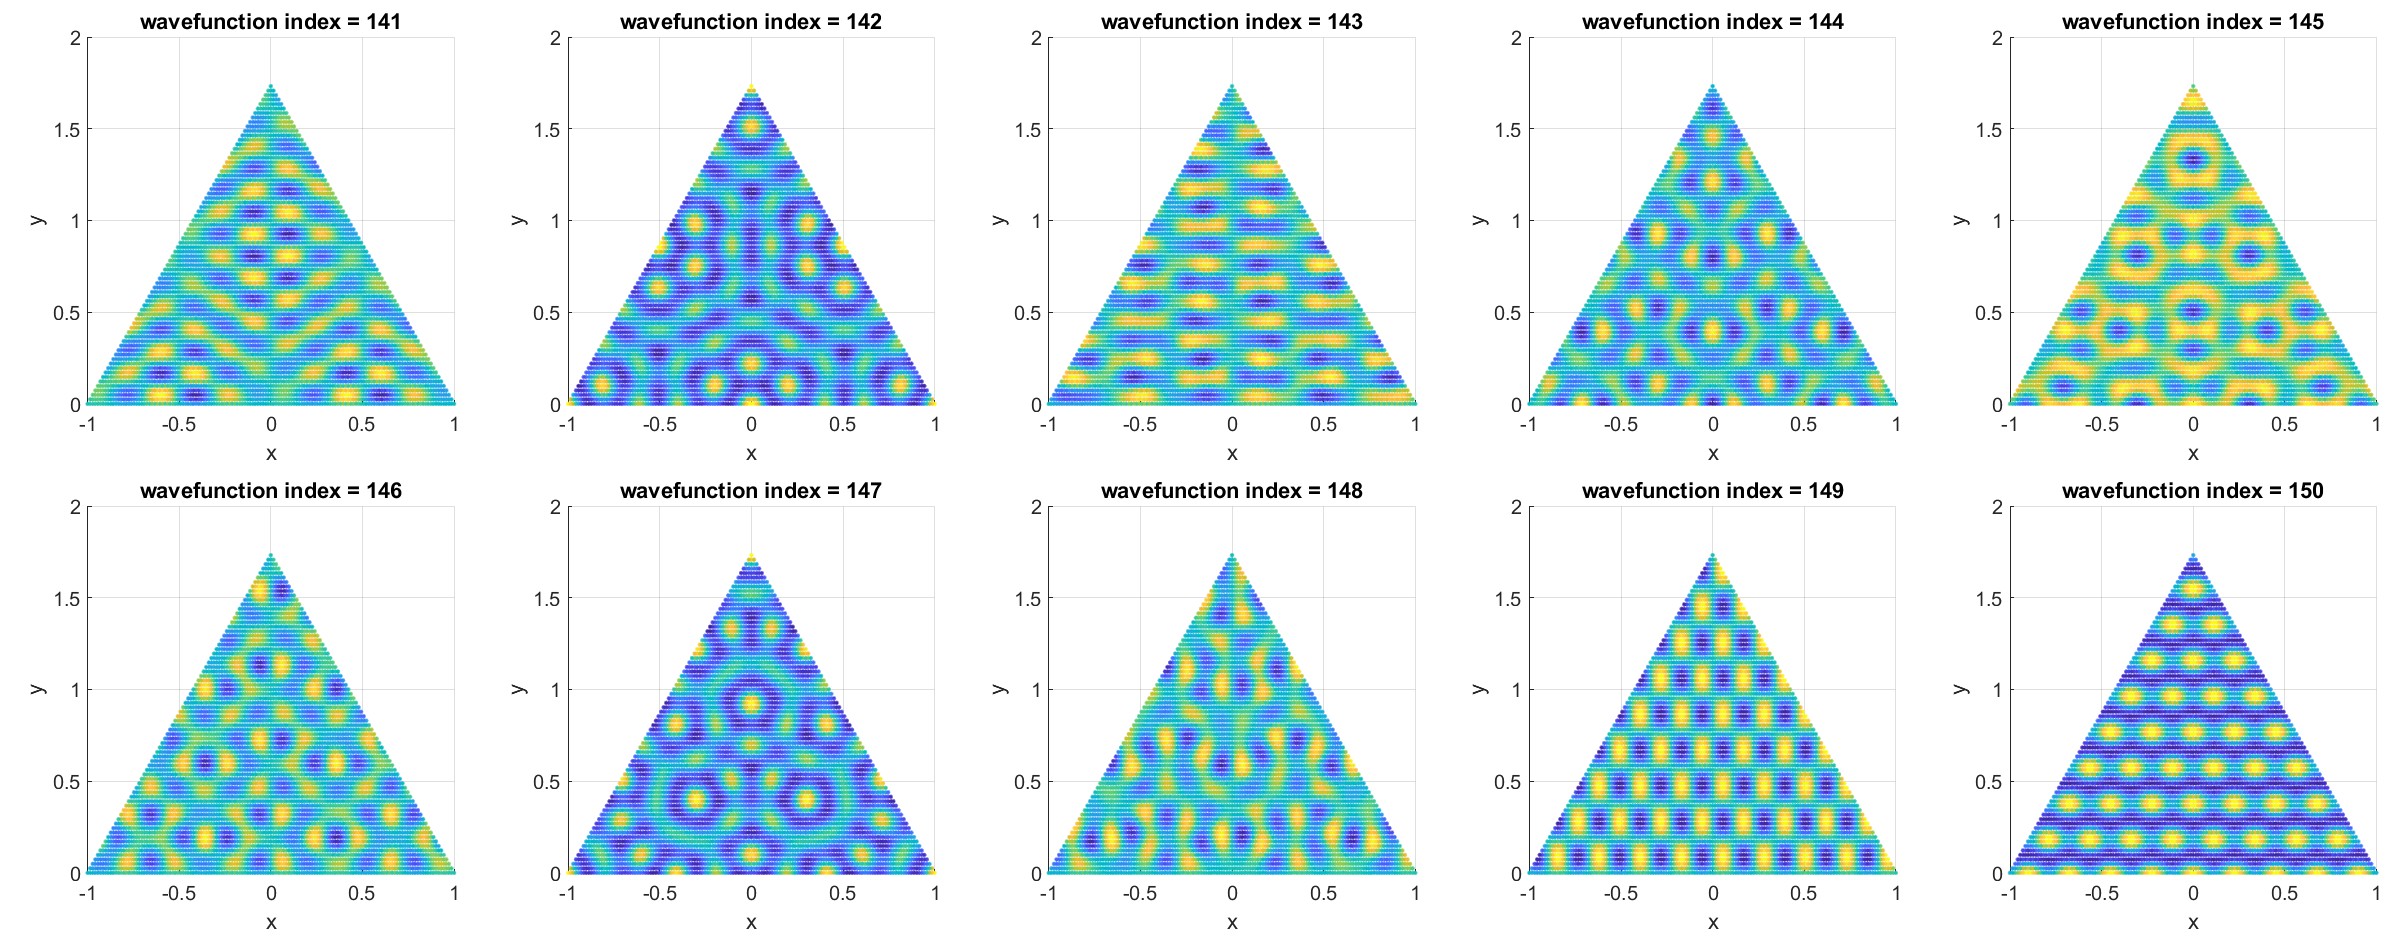 wavefunction index = 141
2
1.5
1
0.5
0
y
-1 -0.5 0 0.5 1
x
wavefunction index = 142
2
1.5
1
0.5
0
y
-1 -0.5 0 0.5 1
x
wavefunction index = 143
2
1.5
1
0.5
0
y
-1 -0.5 0 0.5 1
x
wavefunction index = 144
2
1.5
1
0.5
0
y
-1 -0.5 0 0.5 1
x
wavefunction index = 145
2
1.5
1
0.5
0
y
-1 -0.5 0 0.5 1
x
wavefunction index = 146
2
1.5
1
0.5
0
y
-1 -0.5 0 0.5 1
x
wavefunction index = 147
2
1.5
1
0.5
0
y
-1 -0.5 0 0.5 1
x
wavefunction index = 148
2
1.5
1
0.5
0
y
-1 -0.5 0 0.5 1
x
wavefunction index = 149
2
1.5
1
0.5
0
y
-1 -0.5 0 0.5 1
x
wavefunction index = 150
2
1.5
1
0.5
0
y
-1 -0.5 0 0.5 1
x